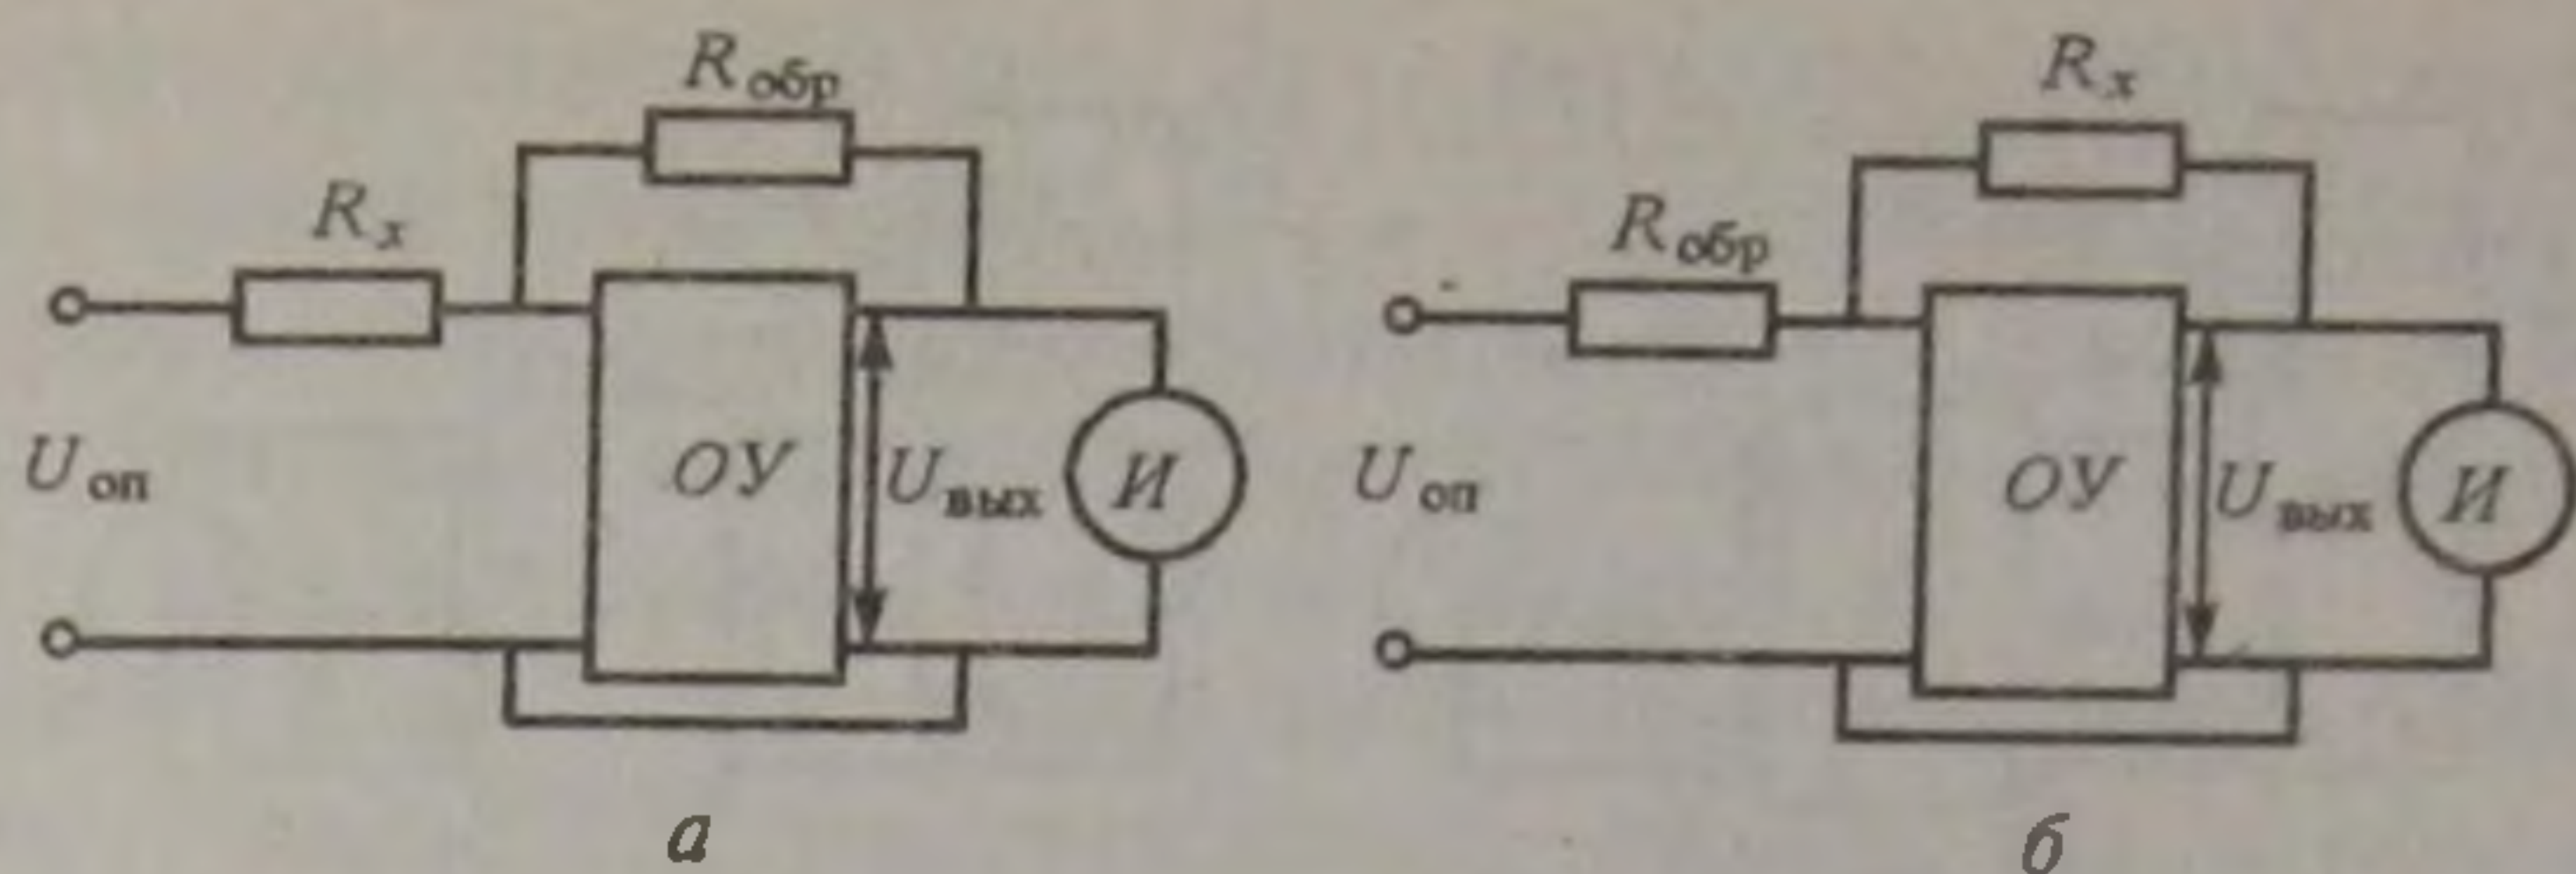 R обр
R x
U оп
ОУ
U вых
И
а
R x
R обр
U оп
ОУ
U вых
И
б